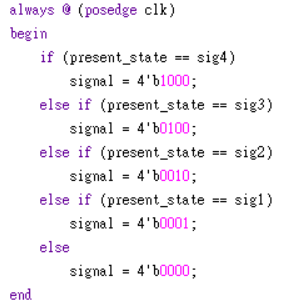 always @ (posedge clk)
begin
if (present_state == sig4)
signal = 4'b1000;
else if (present_state == sig3)
signal = 4'b0100;
else if (present_state == sig2)
signal = 4'b0010;
else if (present_state == sig1)
signal = 4'b0001;
else
signal = 4'b0000;
end